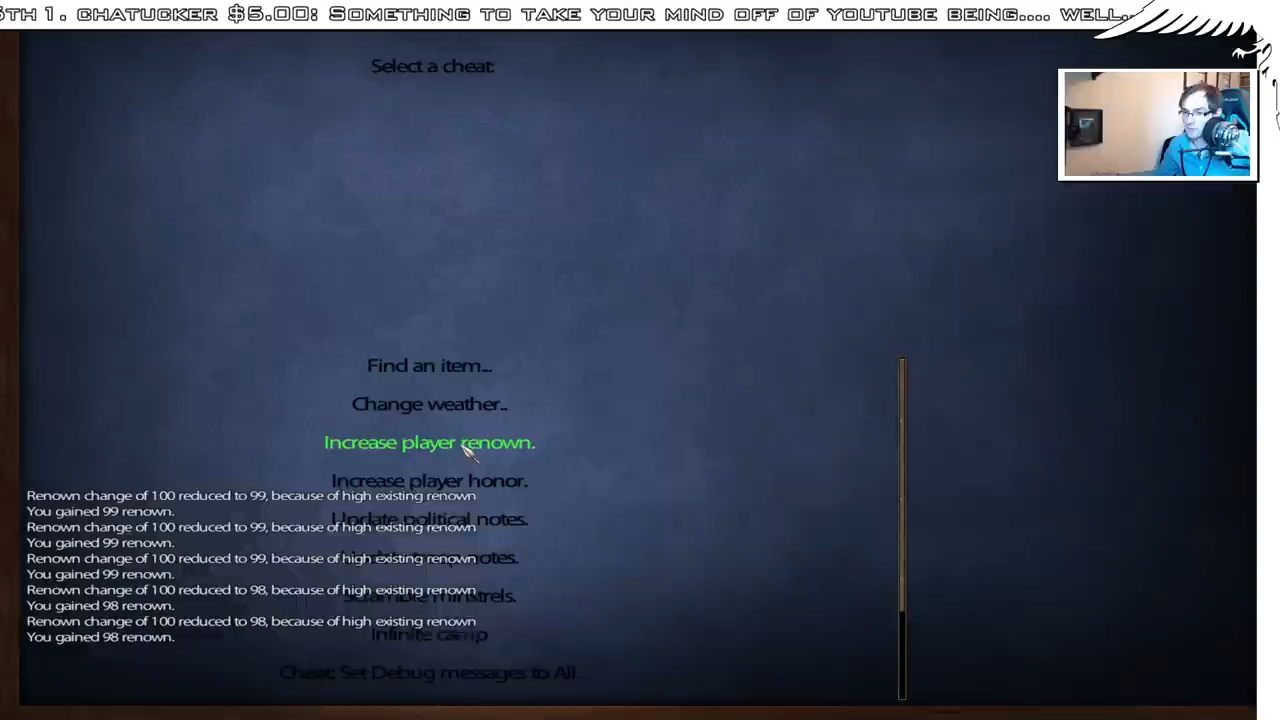 5TH 1. CHATUCKER $5.00: SOMETHING TO TAKE YOUR MIND OFF OF YOUTUBE BEING.... WELL...
Select a cheat:
Find an item...
Change weather..
Increase player renown.
Increase player honor.
Renown change of 100 reduced to 99, because of high existing renown
You gained 99 renown.
Update political notes.
Renown change of 100 reduced to 99, because of high existing renown
You gained 99 renown.
Renown change of 100 reduced to 99, because of high existing renown
notes.
You gained 99 renown.
Renown change of 100 reduced to 98, because of high existing renown
Scramble minstrels.
You gained 98 renown.
Renown change of 100 reduced to 98, because of high existing renown
Infinite camp
You gained 98 renown.
Cheat: Set Debug messages to All.